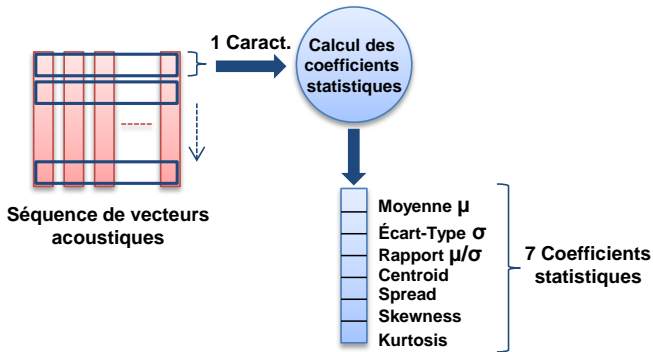 1 Caract.
Calcul des
coefficients
statistiques
Séquence de vecteurs
acoustiques
Moyenne μ
Écart-Type σ
Rapport μ/σ
Centroid
Spread
Skewness
Kurtosis
7 Coefficients
statistiques